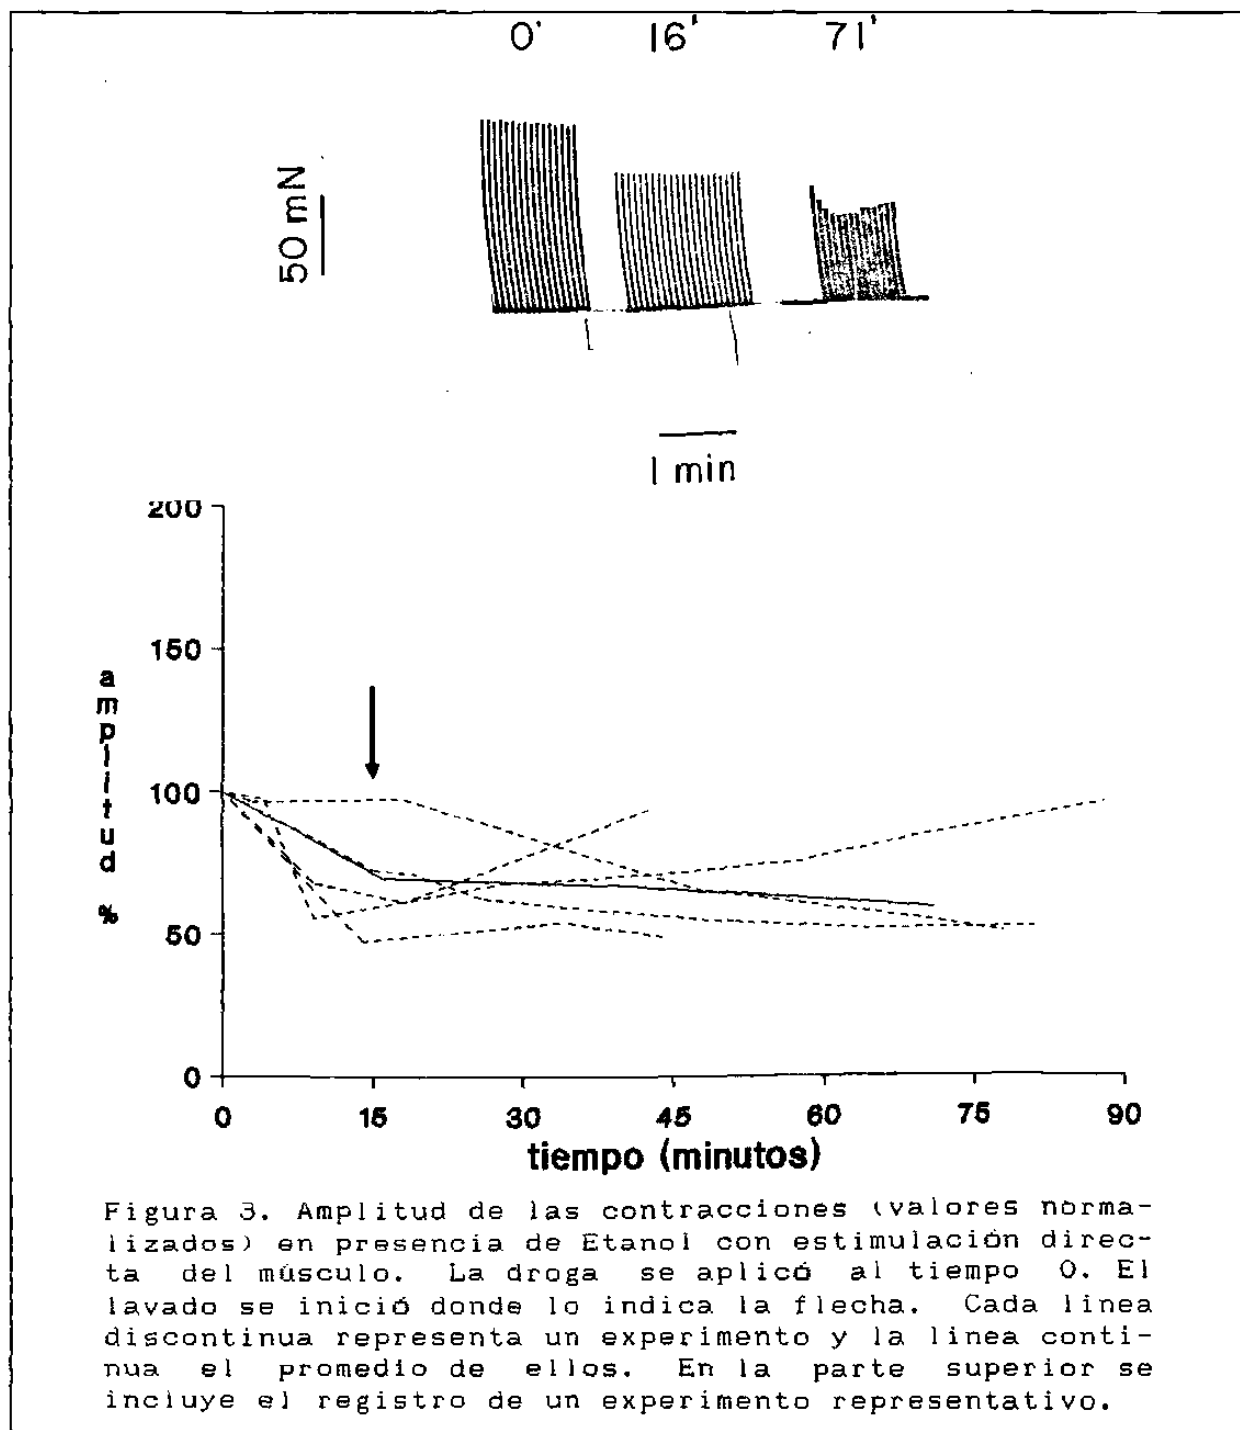 0' 16' 71'
50 mN
1 min
200
150
100
50
0
amplitud %
0 15 30 45 60 75 90
tiempo (minutos)
Figura 3. Amplitud de las contracciones (valores norma-
lizados) en presencia de Etanol con estimulación direc-
ta del músculo. La droga se aplicó al tiempo 0. El
lavado se inició donde lo indica la flecha. Cada linea
discontinua representa un experimento y la linea conti-
nua el promedio de ellos. En la parte superior se
incluye el registro de un experimento representativo.